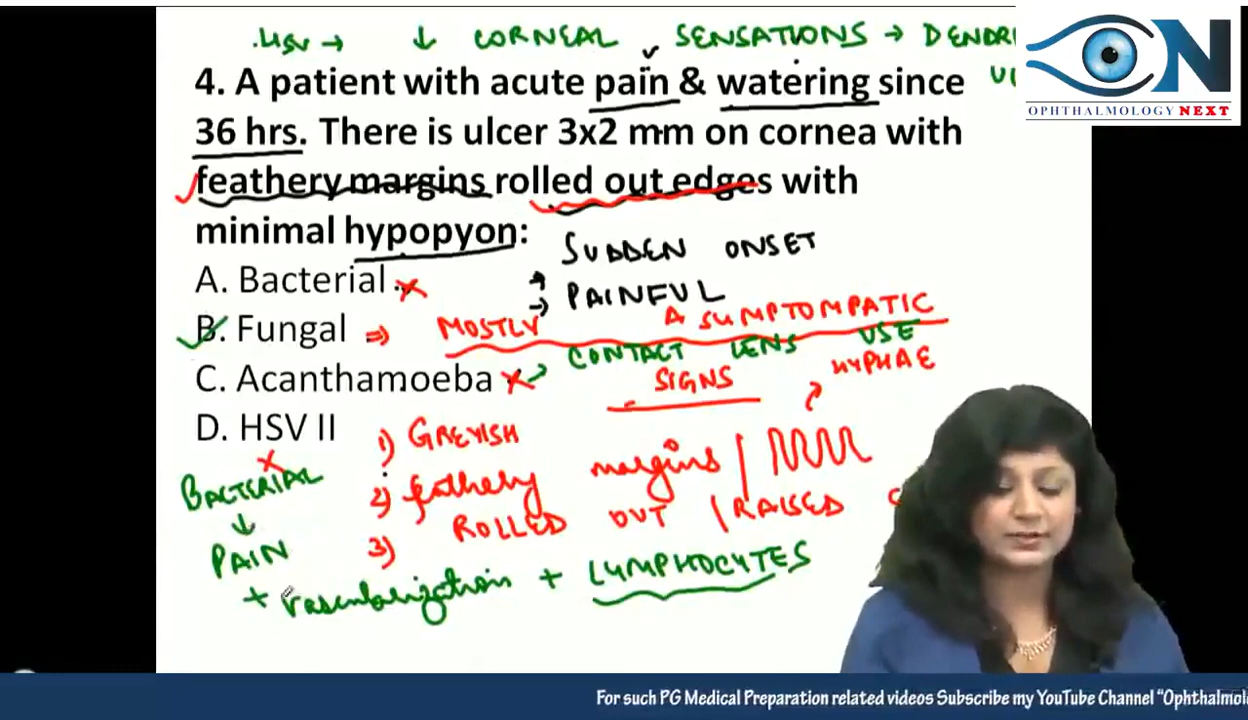 HSV → ↓ CORNEAL SENSATIONS → DENDRI
ON
OPHTHALMOLOGY NEXT
4. A patient with acute pain & watering since
36 hrs. There is ulcer 3x2 mm on cornea with
feathery margins rolled out edges with
minimal hypopyon:
→ SUDDEN ONSET
→ PAINFUL
A. Bacterial
B. Fungal ⇒ MOSTLY ASUMPTOMPATIC
→ CONTACT LENS USE
C. Acanthamoeba
SIGNS
HYPHAE
D. HSV II
1) GREYISH
2) feathery margins
3) ROLLED OUT / RAISED
BACTERIAL
↓
PAIN
+ vascularization + LYMPHOCYTES
For such PG Medical Preparation related videos Subscribe my YouTube Channel "Ophthalmol